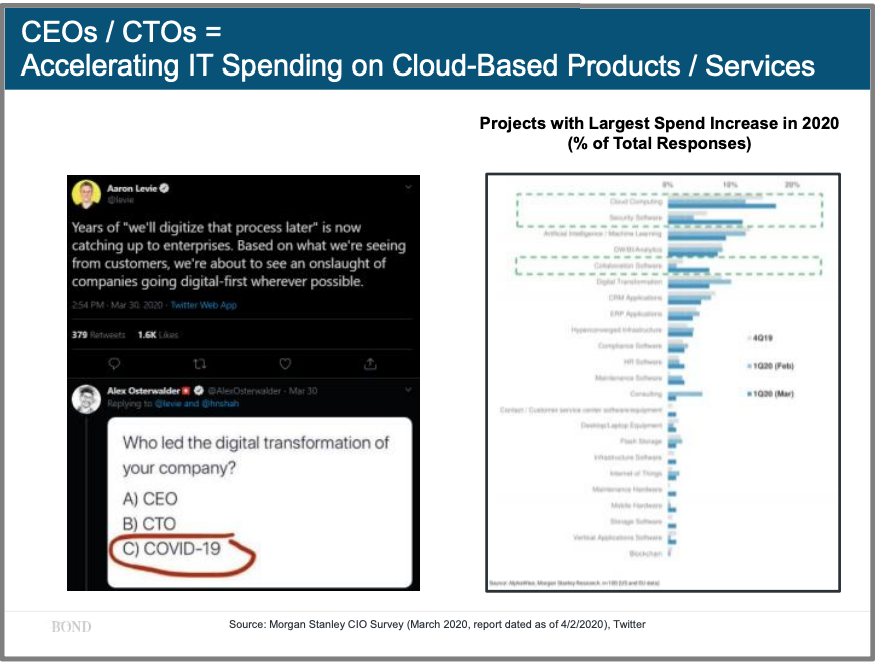 CEOs / CTOs =
Accelerating IT Spending on Cloud-Based Products / Services
Projects with Largest Spend Increase in 2020
(% of Total Responses)
Aaron Levie
@levie
Years of "we'll digitize that process later" is now
catching up to enterprises. Based on what we're seeing
from customers, we're about to see an onslaught of
companies going digital-first wherever possible.
2:54 PM · Mar 30, 2020 · Twitter Web App
379 Retweets 1.6K Likes
Alex Osterwalder @AlexOsterwalder · Mar 30
Replying to @levie and @hnshah
Who led the digital transformation of
your company?
A) CEO
B) CTO
C) COVID-19
0% 10% 20%
Cloud Computing
Security Software
Artificial Intelligence / Machine Learning
DW/BI/Analytics
Collaboration Software
Digital Transformation
CRM Applications
ERP Applications
Hyperconverged Infrastructure
Compliance Software
HR Software
Maintenance Software
Consulting
Contact / Customer service center software/equipment
Desktop/Laptop Equipment
Flash Storage
Infrastructure Software
Internet of Things
Maintenance Hardware
Mobile Hardware
Storage Software
Vertical Applications Software
Blockchain
4Q19
1Q20 (Feb)
1Q20 (Mar)
Source: AlphaWise, Morgan Stanley Research. n=100 (US and EU data)
BOND
Source: Morgan Stanley CIO Survey (March 2020, report dated as of 4/2/2020), Twitter